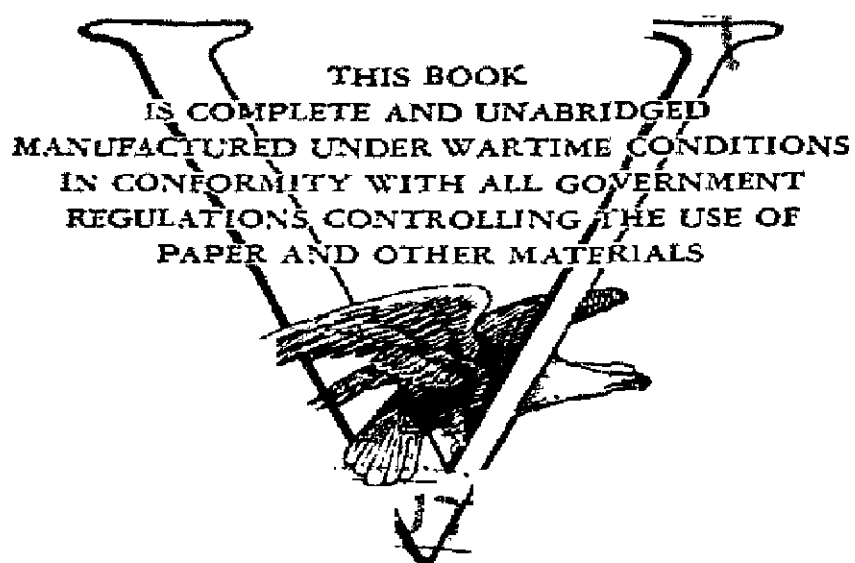 THIS BOOK
IS COMPLETE AND UNABRIDGED
MANUFACTURED UNDER WARTIME CONDITIONS
IN CONFORMITY WITH ALL GOVERNMENT
REGULATIONS CONTROLLING THE USE OF
PAPER AND OTHER MATERIALS